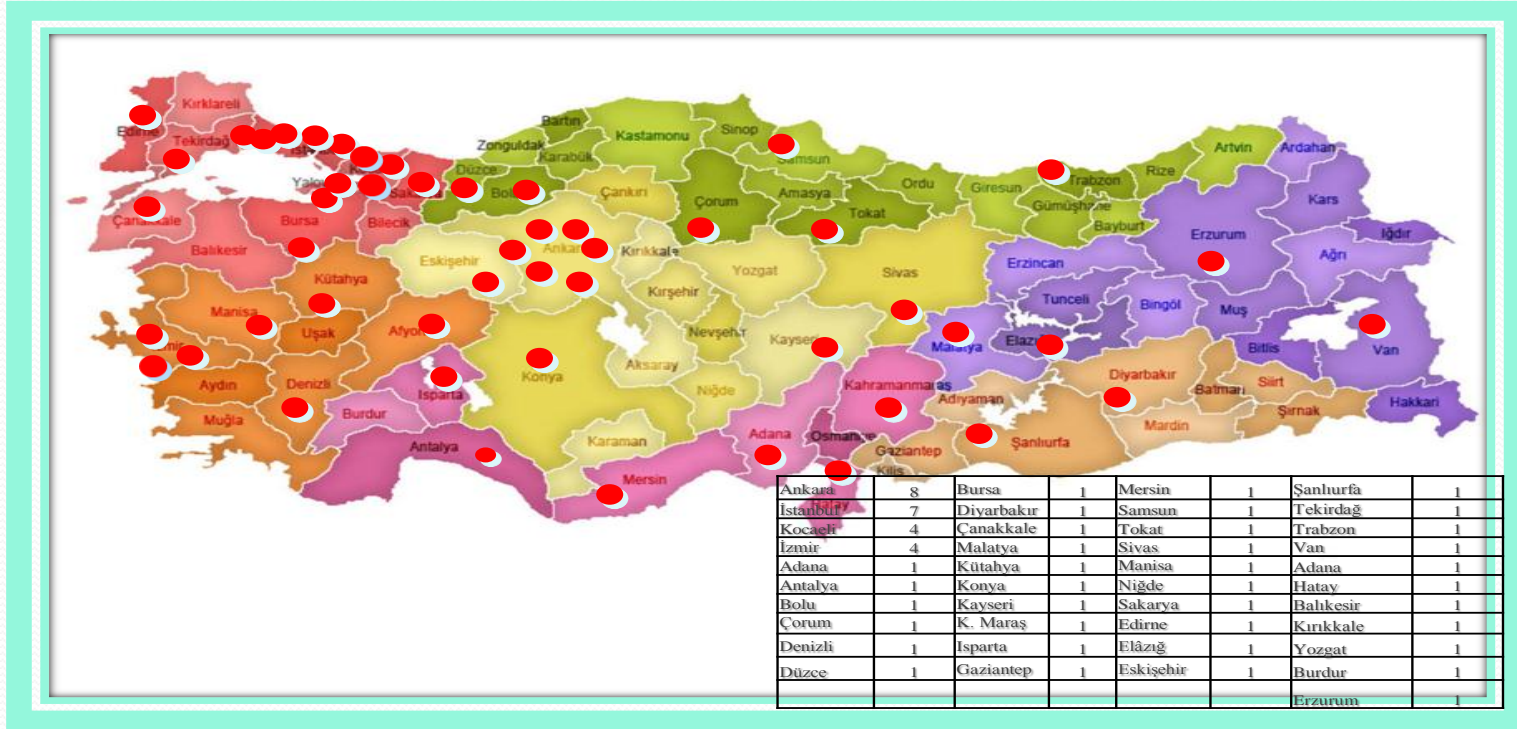 Kırklareli
Edirne
Tekirdağ
Bartın
Zonguldak
Kastamonu
Sinop
Karabük
Samsun
Düzce
Bolu
Çankırı
Çorum
Amasya
Ordu
Giresun
Trabzon
Rize
Artvin
Ardahan
Kars
Gümüşhane
Bayburt
Tokat
Çanakkale
Bursa
Bilecik
Balıkesir
Eskişehir
Kırıkkale
Yozgat
Sivas
Erzincan
Erzurum
Iğdır
Ağrı
Kütahya
Kırşehir
Tunceli
Bingöl
Muş
Manisa
Uşak
Afyon
Nevşehir
Kayseri
Malatya
Bitlis
Van
Aksaray
Aydın
Denizli
Isparta
Konya
Niğde
Kahramanmaraş
Adıyaman
Diyarbakır
Batman
Siirt
Şırnak
Hakkari
Muğla
Burdur
Antalya
Karaman
Adana
Osmaniye
Gaziantep
Şanlıurfa
Mardin
Kilis
Mersin
Hatay
Ankara 8 Bursa 1 Mersin 1 Şanlıurfa 1
İstanbul 7 Diyarbakır 1 Samsun 1 Tekirdağ 1
Kocaeli 4 Çanakkale 1 Tokat 1 Trabzon 1
İzmir 4 Malatya 1 Sivas 1 Van 1
Adana 1 Kütahya 1 Manisa 1 Adana 1
Antalya 1 Konya 1 Niğde 1 Hatay 1
Bolu 1 Kayseri 1 Sakarya 1 Balıkesir 1
Çorum 1 K. Maraş 1 Edirne 1 Kırıkkale 1
Denizli 1 Isparta 1 Elâzığ 1 Yozgat 1
Düzce 1 Gaziantep 1 Eskişehir 1 Burdur 1
Erzurum 1